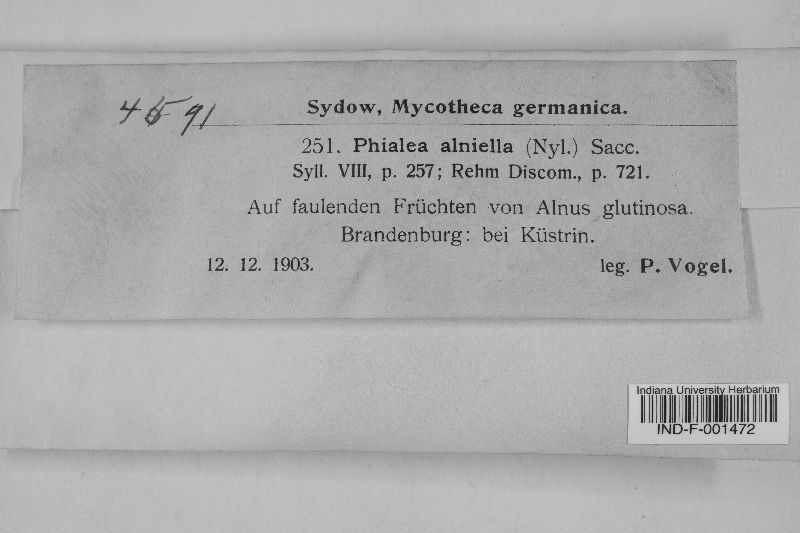 Sydow, Mycotheca germanica.
251. Phialea alniella (Nyl.) Sacc.
Syll. VIII, p. 257; Rehm Discom., p. 721.
Auf faulenden Früchten von Alnus glutinosa.
Brandenburg: bei Küstrin.
12. 12. 1903. leg. P. Vogel.
Indiana University Herbarium
IND-F-001472